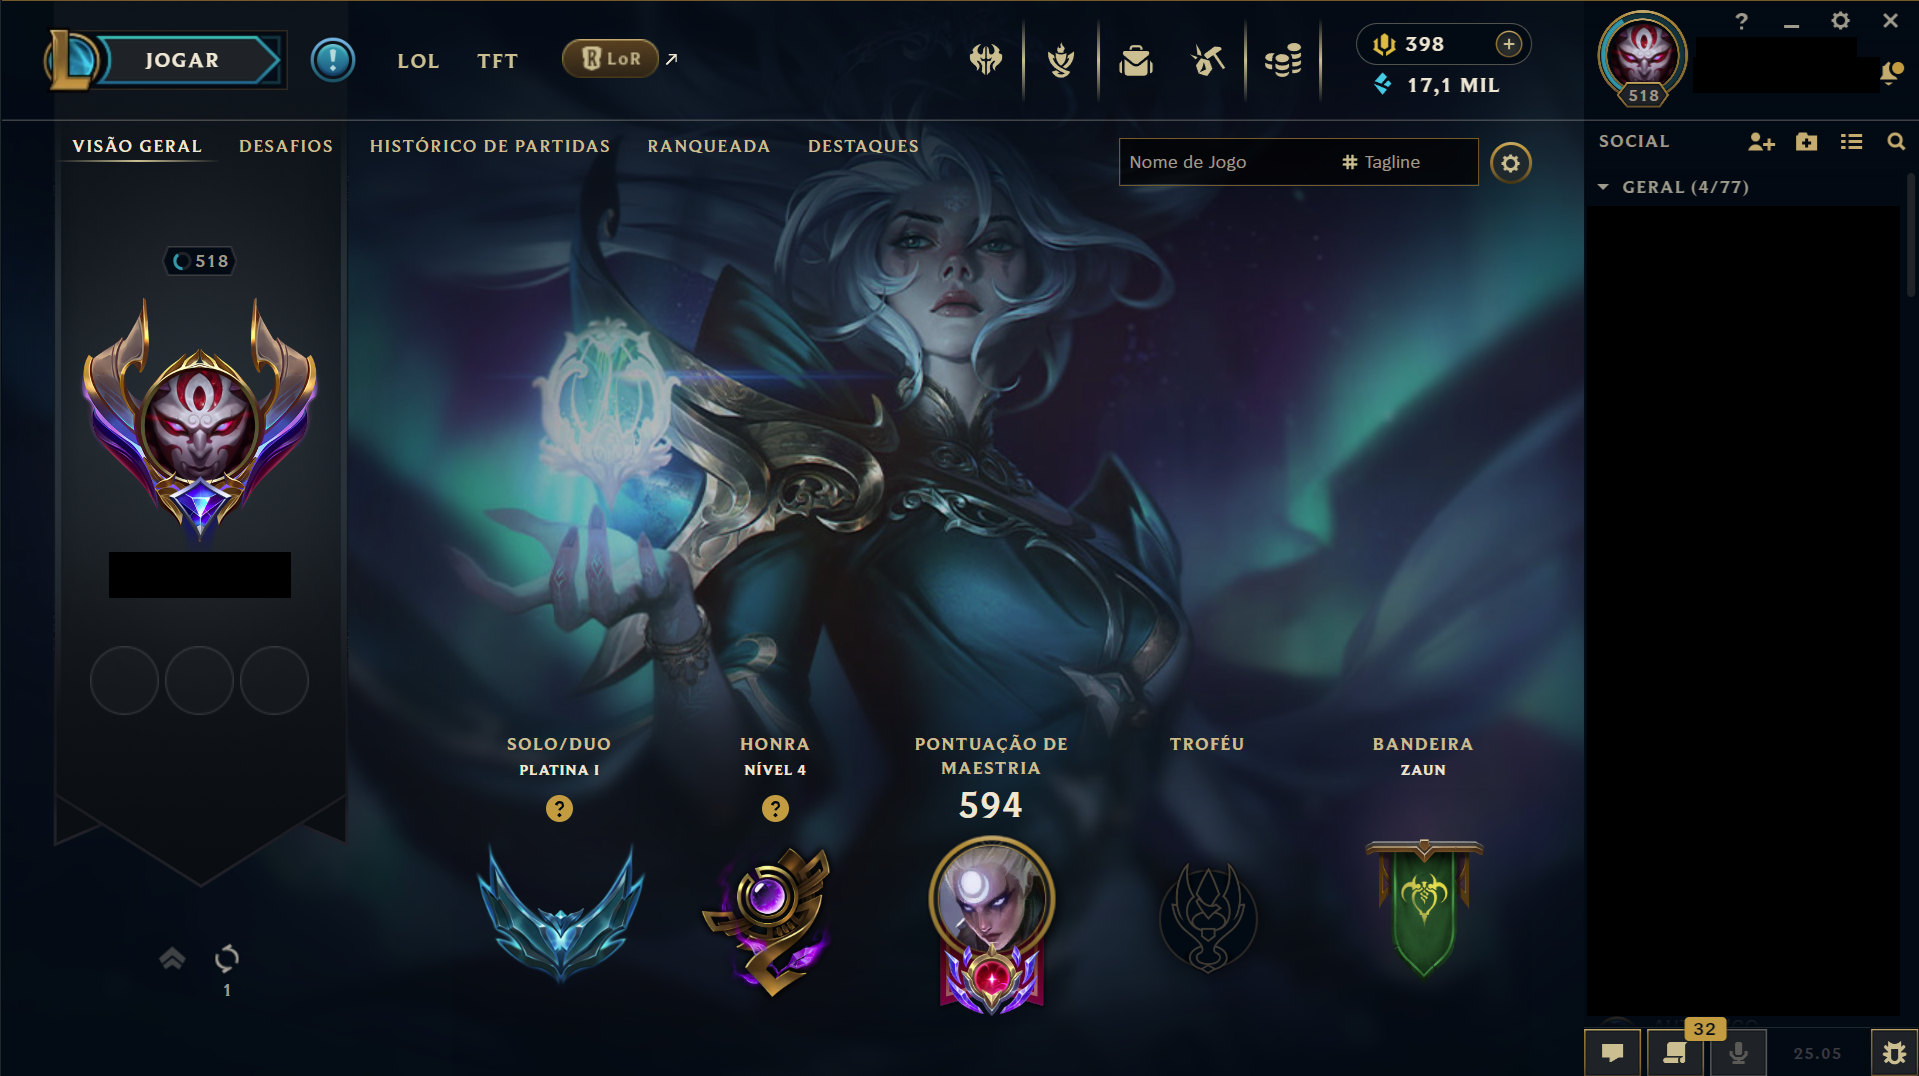 JOGAR
LOL
TFT
LoR
398
17,1 MIL
518
VISÃO GERAL
DESAFIOS
HISTÓRICO DE PARTIDAS
RANQUEADA
DESTAQUES
Nome de Jogo
# Tagline
SOCIAL
GERAL (4/77)
518
SOLO/DUO
PLATINA I
?
HONRA
NÍVEL 4
?
PONTUAÇÃO DE
MAESTRIA
594
TROFÉU
BANDEIRA
ZAUN
1
32
25.05